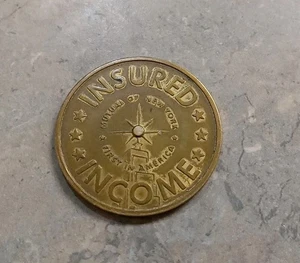 INSURED
MUTUAL OF NEW YORK
FIRST IN AMERICA
INCOME